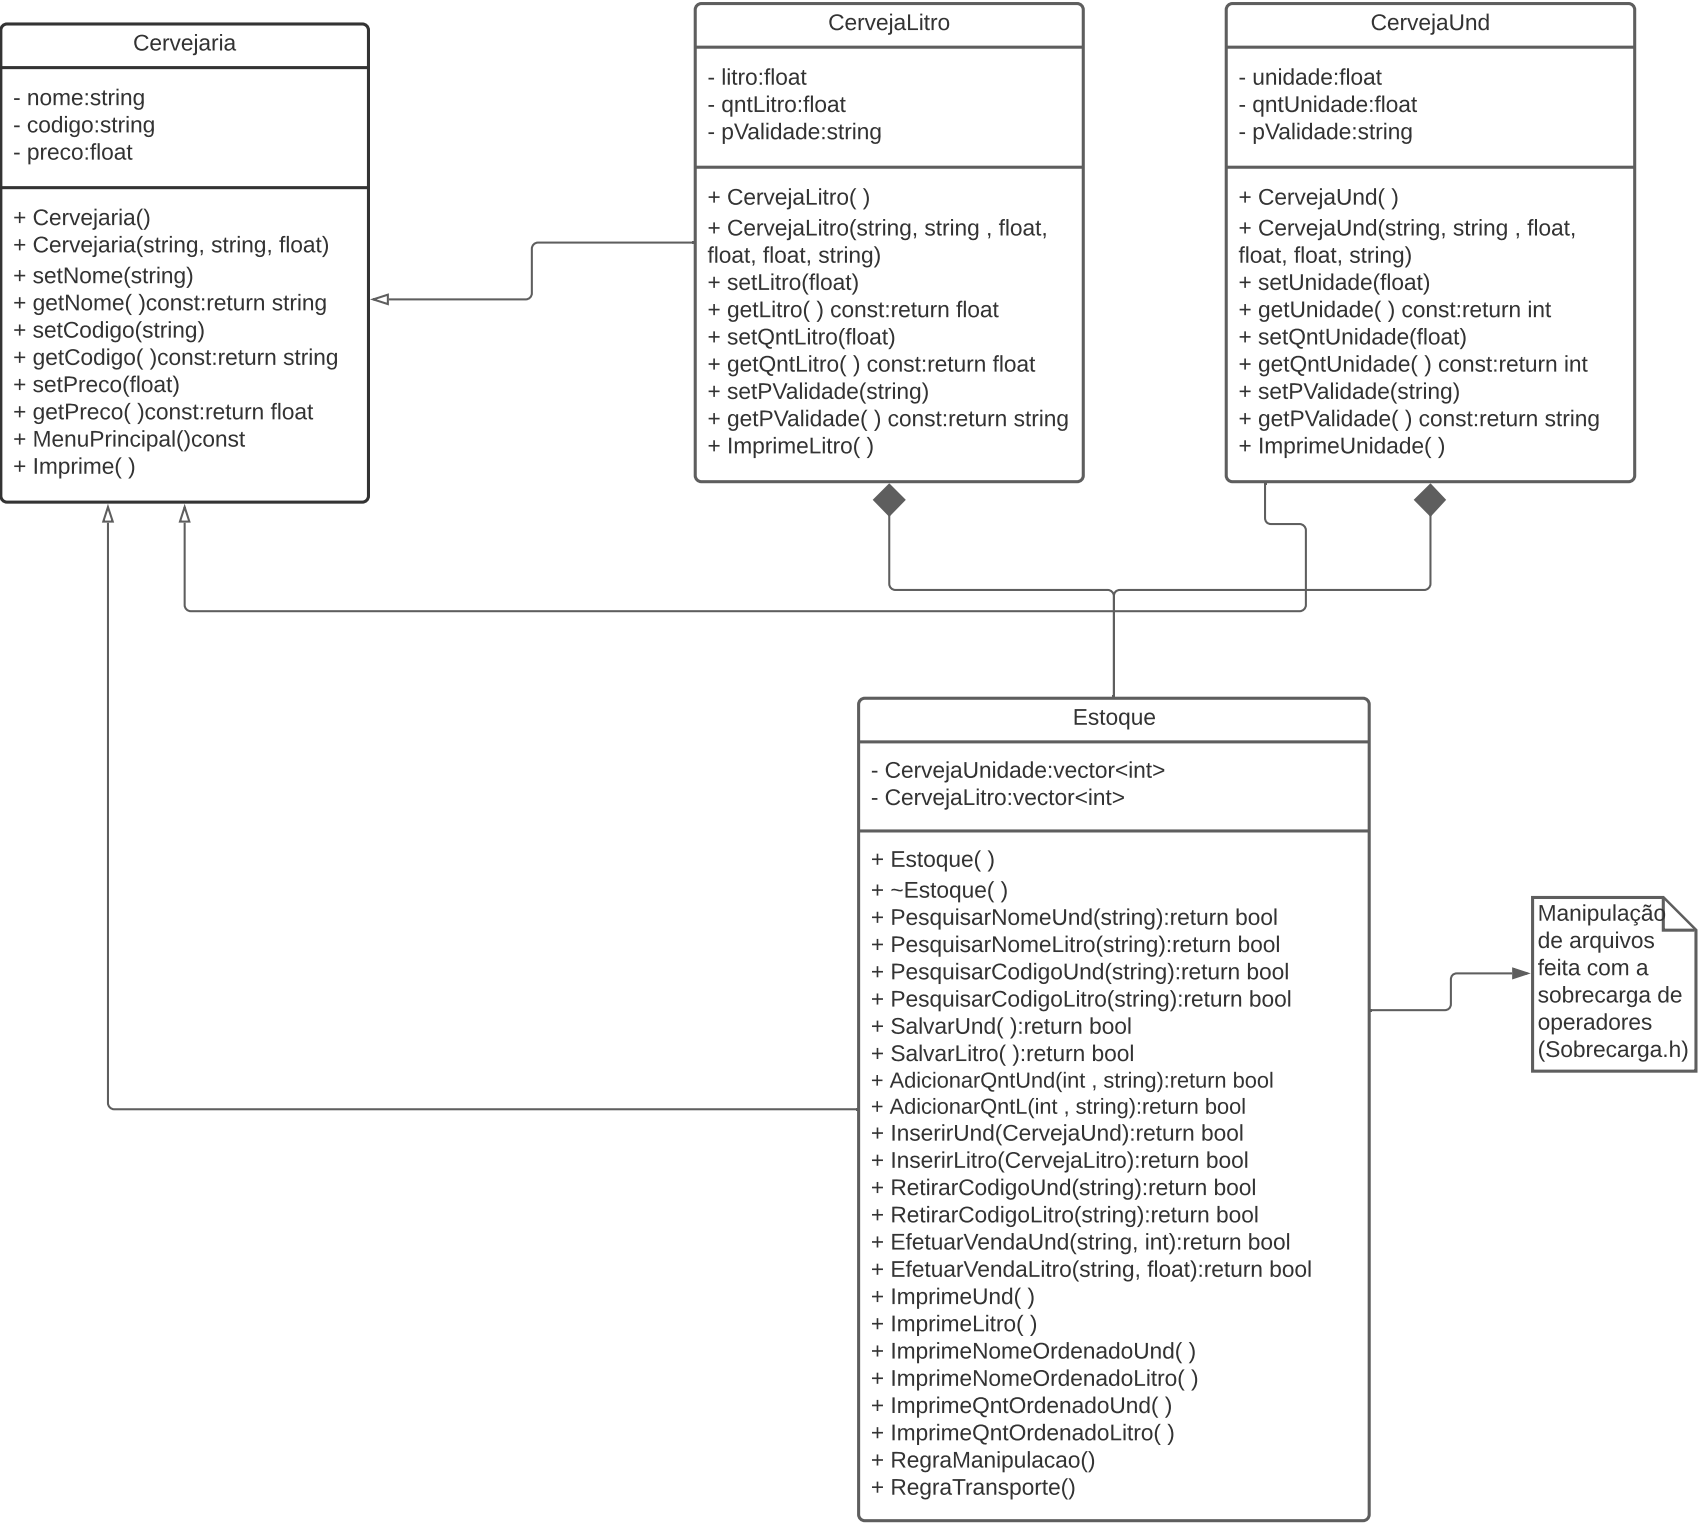 Cervejaria
- nome:string
- codigo:string
- preco:float
+ Cervejaria()
+ Cervejaria(string, string, float)
+ setNome(string)
+ getNome( )const:return string
+ setCodigo(string)
+ getCodigo( )const:return string
+ setPreco(float)
+ getPreco( )const:return float
+ MenuPrincipal()const
+ Imprime( )
CervejaLitro
- litro:float
- qntLitro:float
- pValidade:string
+ CervejaLitro( )
+ CervejaLitro(string, string , float,
float, float, string)
+ setLitro(float)
+ getLitro( ) const:return float
+ setQntLitro(float)
+ getQntLitro( ) const:return float
+ setPValidade(string)
+ getPValidade( ) const:return string
+ ImprimeLitro( )
CervejaUnd
- unidade:float
- qntUnidade:float
- pValidade:string
+ CervejaUnd( )
+ CervejaUnd(string, string , float,
float, float, string)
+ setUnidade(float)
+ getUnidade( ) const:return int
+ setQntUnidade(float)
+ getQntUnidade( ) const:return int
+ setPValidade(string)
+ getPValidade( ) const:return string
+ ImprimeUnidade( )
Estoque
- CervejaUnidade:vector<int>
- CervejaLitro:vector<int>
+ Estoque( )
+ ~Estoque( )
+ PesquisarNomeUnd(string):return bool
+ PesquisarNomeLitro(string):return bool
+ PesquisarCodigoUnd(string):return bool
+ PesquisarCodigoLitro(string):return bool
+ SalvarUnd( ):return bool
+ SalvarLitro( ):return bool
+ AdicionarQntUnd(int , string):return bool
+ AdicionarQntL(int , string):return bool
+ InserirUnd(CervejaUnd):return bool
+ InserirLitro(CervejaLitro):return bool
+ RetirarCodigoUnd(string):return bool
+ RetirarCodigoLitro(string):return bool
+ EfetuarVendaUnd(string, int):return bool
+ EfetuarVendaLitro(string, float):return bool
+ ImprimeUnd( )
+ ImprimeLitro( )
+ ImprimeNomeOrdenadoUnd( )
+ ImprimeNomeOrdenadoLitro( )
+ ImprimeQntOrdenadoUnd( )
+ ImprimeQntOrdenadoLitro( )
+ RegraManipulacao()
+ RegraTransporte()
Manipulação
de arquivos
feita com a
sobrecarga de
operadores
(Sobrecarga.h)